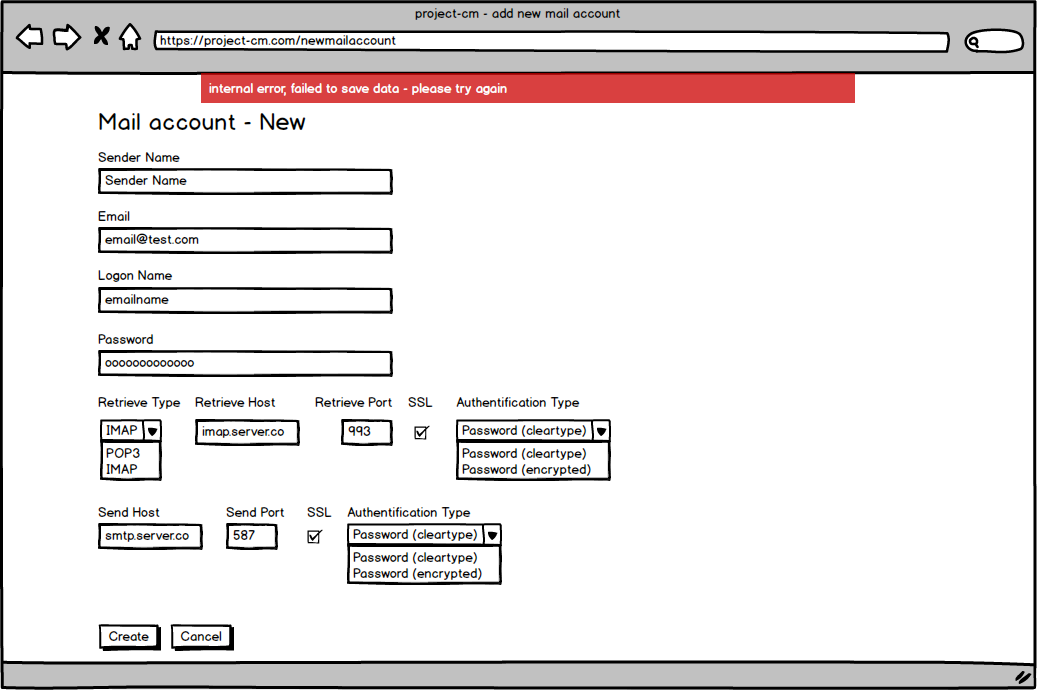 project-cm - add new mail account
https://project-cm.com/newmailaccount
internal error, failed to save data - please try again
Mail account - New
Sender Name
Sender Name
Email
email@test.com
Logon Name
emailname
Password
ooooooooooooo
Retrieve Type Retrieve Host Retrieve Port SSL Authentification Type
IMAP imap.server.co 993 Password (cleartype)
POP3 Password (cleartype)
IMAP Password (encrypted)
Send Host Send Port SSL Authentification Type
smtp.server.co 587 Password (cleartype)
Password (cleartype)
Password (encrypted)
Create Cancel